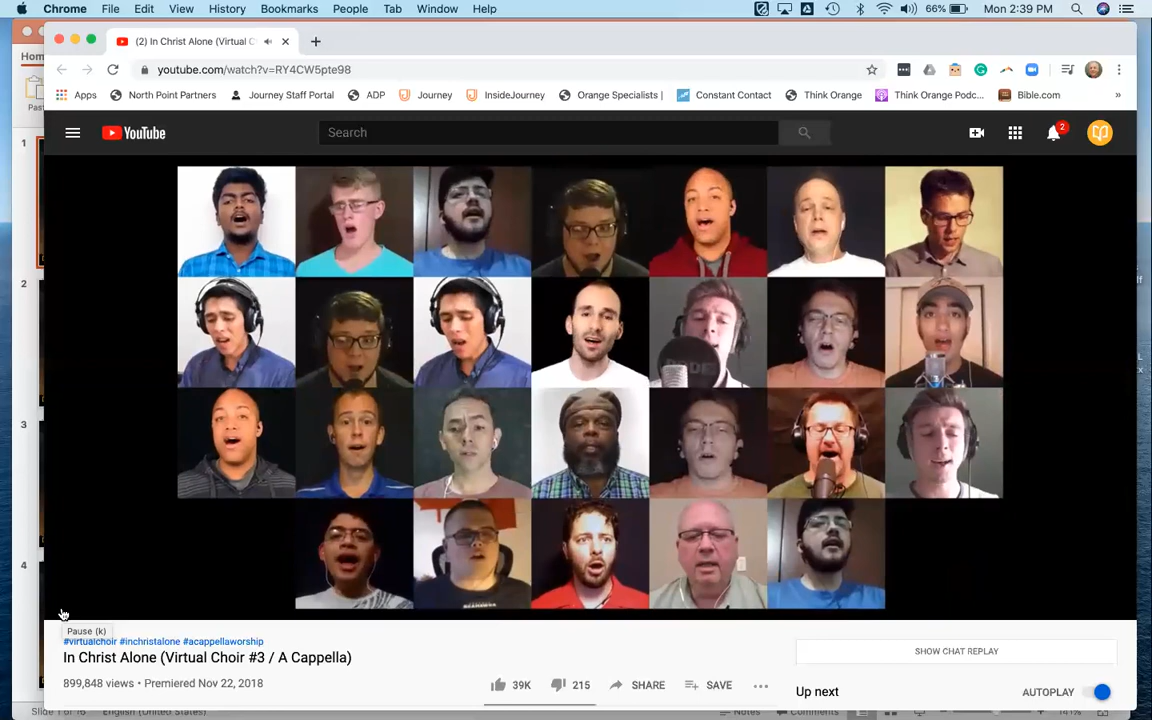 Chrome File Edit View History Bookmarks People Tab Window Help 66% Mon 2:39 PM
(2) In Christ Alone (Virtual C
youtube.com/watch?v=RY4CW5pte98
Apps North Point Partners Journey Staff Portal ADP Journey InsideJourney Orange Specialists | Constant Contact Think Orange Think Orange Podc... Bible.com »
YouTube Search 2
Hom
Pas
1
2
3
4
Pause (k)
#virtualchoir #inchristalone #acappellaworship
In Christ Alone (Virtual Choir #3 / A Cappella)
899,848 views • Premiered Nov 22, 2018
39K 215 SHARE SAVE
SHOW CHAT REPLAY
Up next AUTOPLAY
Slide 1 of 16 English (United States) Notes Comments 141%